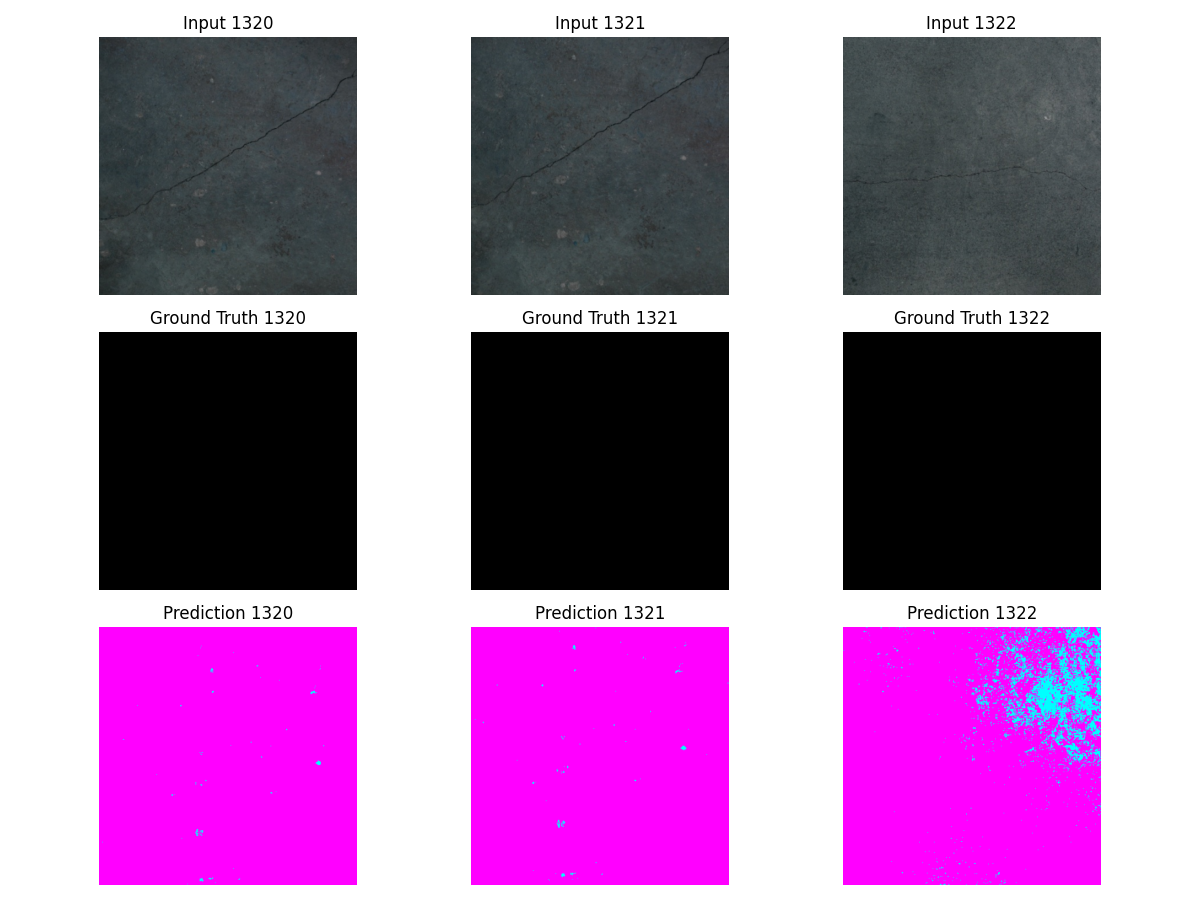 Input 1320
Input 1321
Input 1322
Ground Truth 1320
Ground Truth 1321
Ground Truth 1322
Prediction 1320
Prediction 1321
Prediction 1322